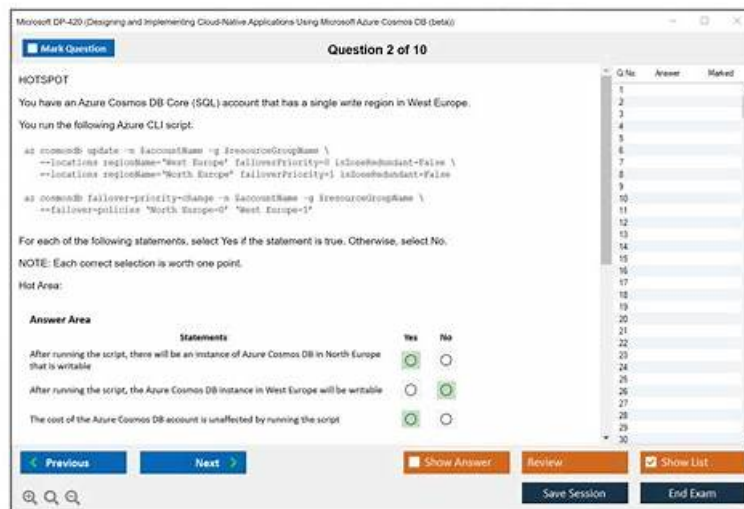 Microsoft DP-420 (Designing and Implementing Cloud-Native Applications Using Microsoft Azure Cosmos DB (beta))
Mark Question
Question 2 of 10
HOTSPOT
You have an Azure Cosmos DB Core (SQL) account that has a single write region in West Europe.
You run the following Azure CLI script.
az cosmosdb update -n $accountName -g $resourceGroupName \
--locations regionName='West Europe' failoverPriority=0 isZoneRedundant=False \
--locations regionName='North Europe' failoverPriority=1 isZoneRedundant=False
az cosmosdb failover-priority-change -n $accountName -g $resourceGroupName \
--failover-policies 'North Europe=0' 'West Europe=1'
For each of the following statements, select Yes if the statement is true. Otherwise, select No.
NOTE: Each correct selection is worth one point.
Hot Area:
Answer Area
Statements Yes No
After running the script, there will be an instance of Azure Cosmos DB in North Europe
that is writable
After running the script, the Azure Cosmos DB instance in West Europe will be writable
The cost of the Azure Cosmos DB account is unaffected by running the script
Q.No Answer Marked
1
2
3
4
5
6
7
8
9
10
11
12
13
14
15
16
17
18
19
20
21
22
23
24
25
26
27
28
29
30
Previous
Next
Show Answer
Review
Show List
Save Session
End Exam